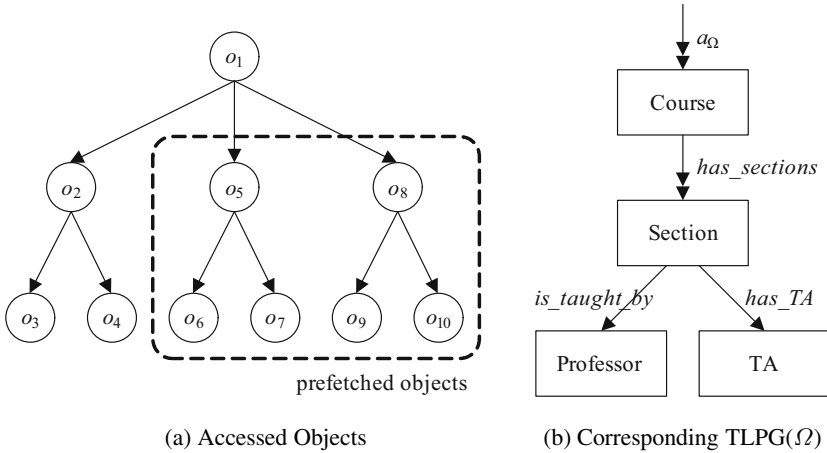 o1
o2
o5
o8
o3
o4
o6
o7
o9
o10
prefetched objects
(a) Accessed Objects
aΩ
Course
has_sections
Section
is_taught_by
has_TA
Professor
TA
(b) Corresponding TLPG(Ω)